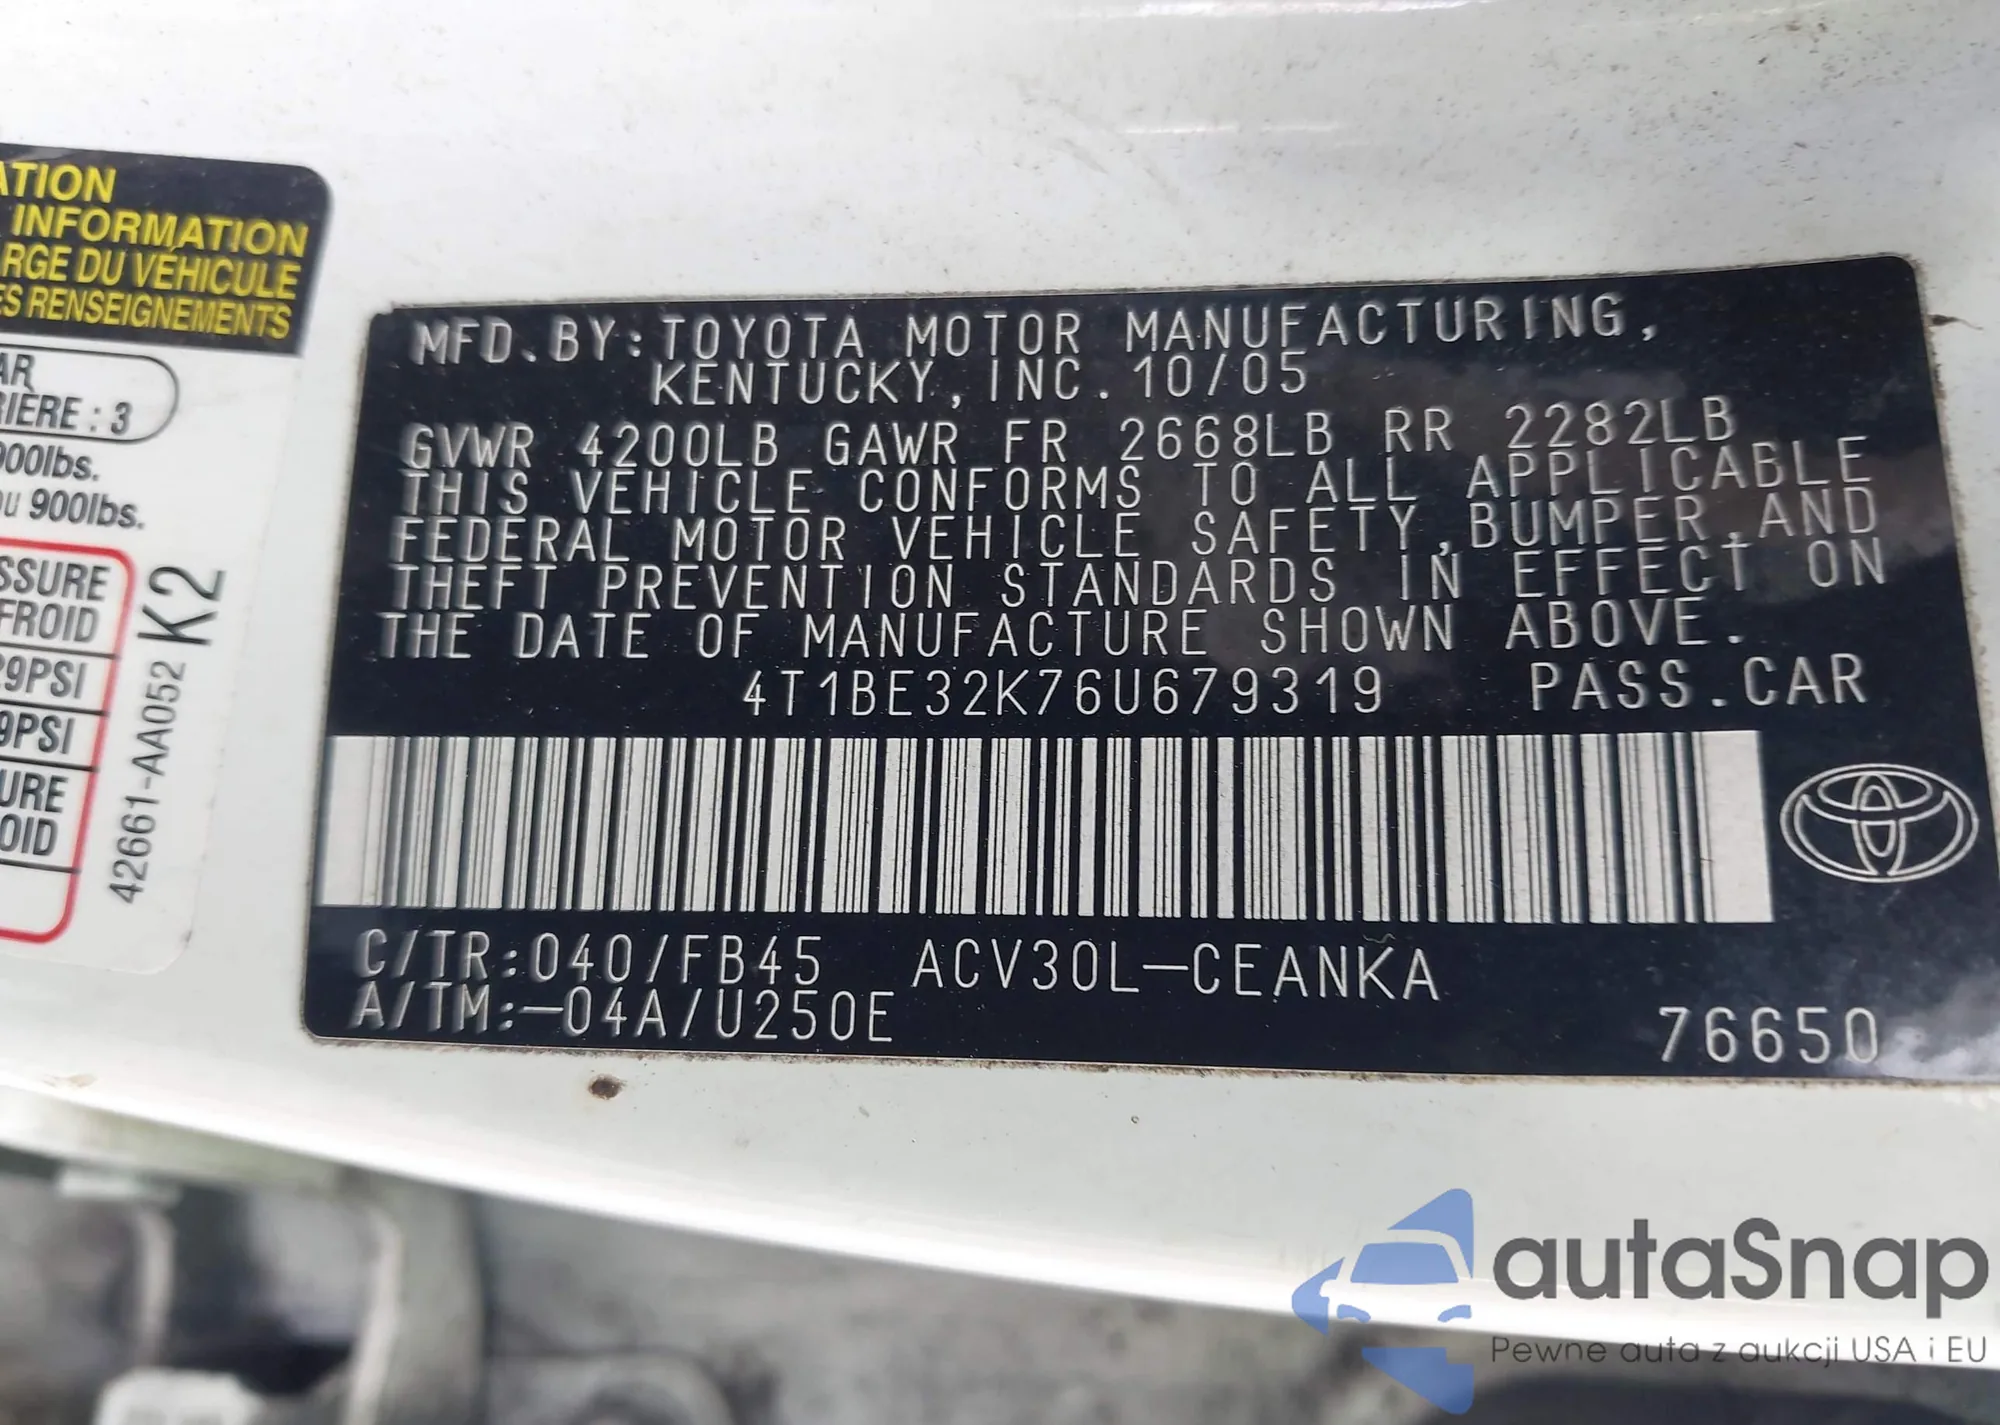 ATION
INFORMATION
RGE DU VÉHICULE
ES RENSEIGNEMENTS
AR
IÈRE : 3
900lbs.
ou 900lbs.
SSURE
FROID
29PSI
9PSI
URE
OID
42661-AA052 K2
MFD. BY: TOYOTA MOTOR MANUFACTURING,
KENTUCKY, INC. 10/05
GVWR 4200LB GAWR FR 2668LB RR 2282LB
THIS VEHICLE CONFORMS TO ALL APPLICABLE
FEDERAL MOTOR VEHICLE SAFETY, BUMPER, AND
THEFT PREVENTION STANDARDS IN EFFECT ON
THE DATE OF MANUFACTURE SHOWN ABOVE.
4T1BE32K76U679319 PASS. CAR
C/TR: 040/FB45 ACV30L-CEANKA
A/TM: -04A/U250E
76650
autaSnap
Pewne auta z aukcji USA i EU